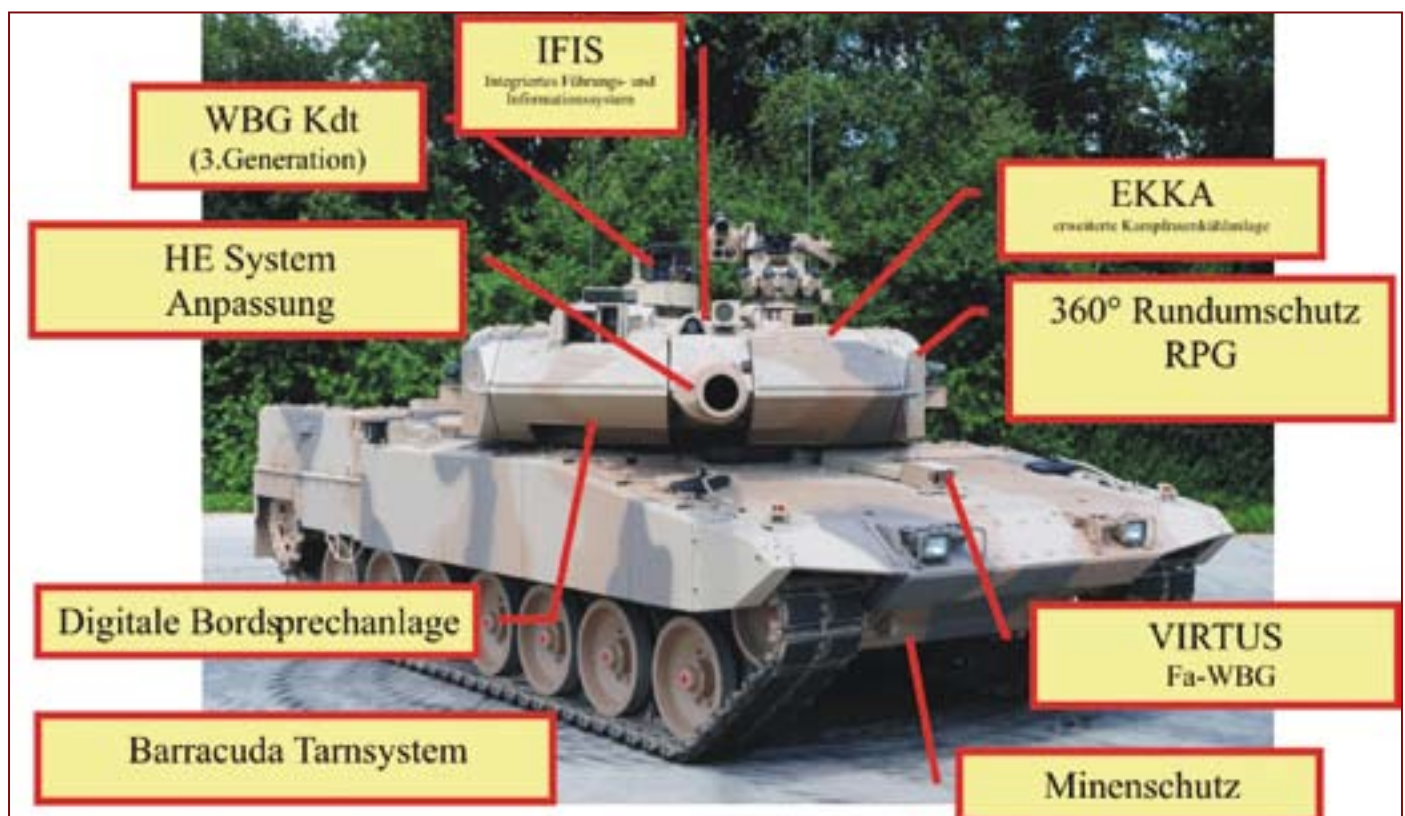 IFIS
Integriertes Führungs- und
Informationssystem
WBG Kdt
(3.Generation)
EKKA
erweiterte Kampfraumkühlanlage
HE System
Anpassung
360° Rundumschutz
RPG
Digitale Bordsprechanlage
VIRTUS
Fa-WBG
Barracuda Tarnsystem
Minenschutz